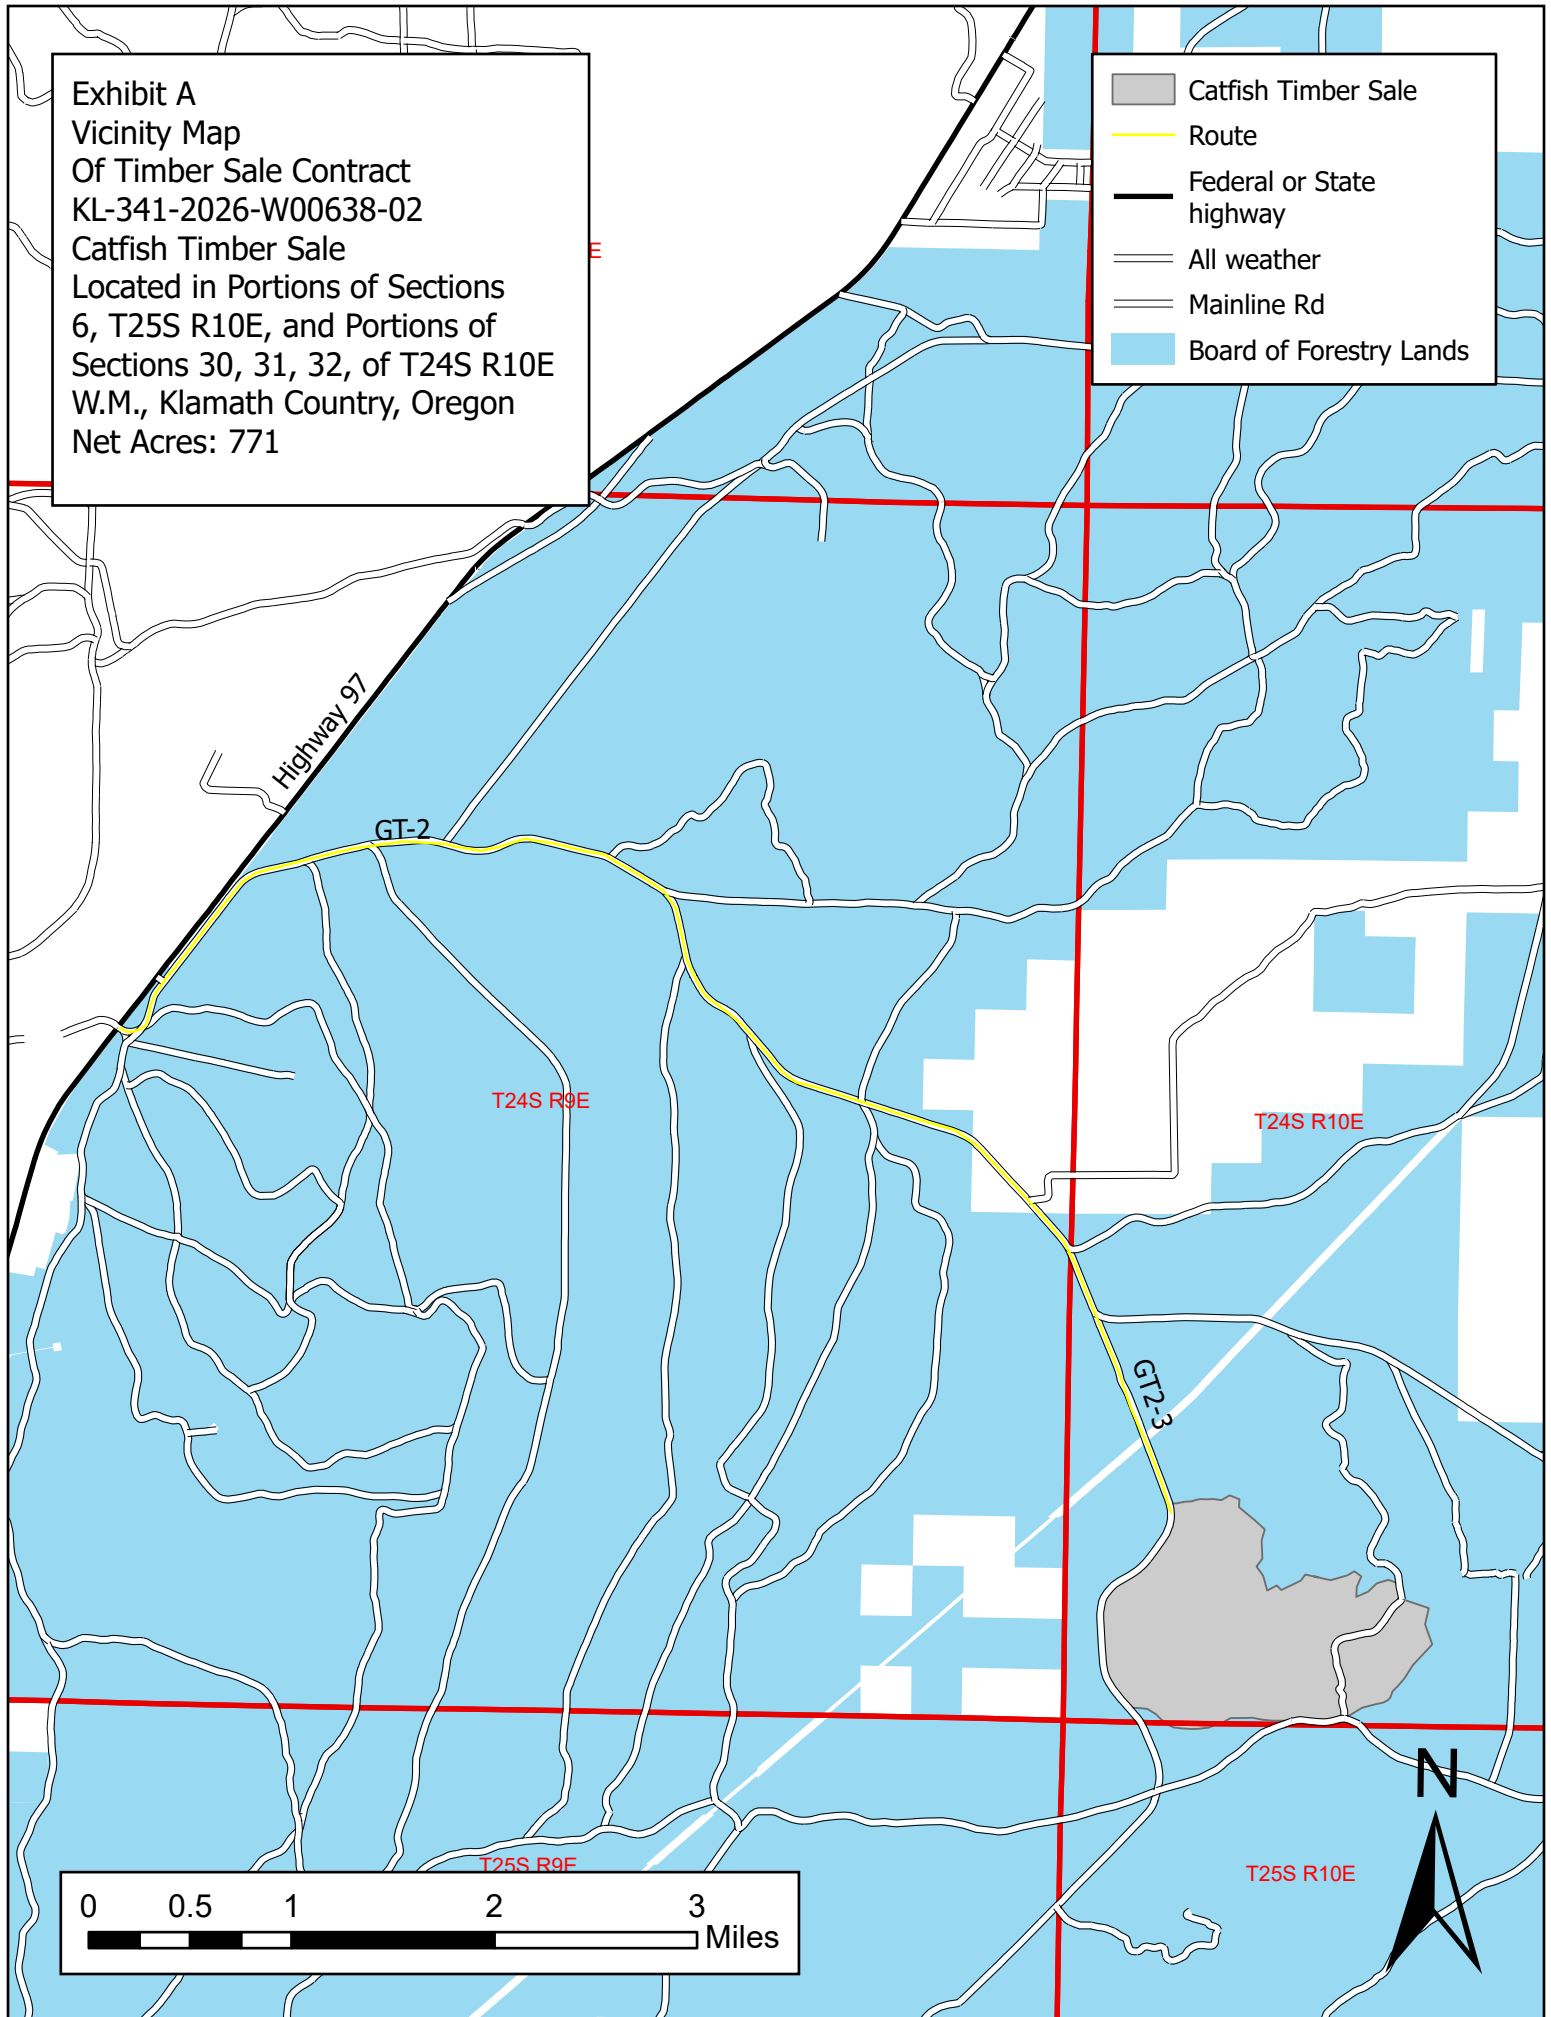 Exhibit A
Vicinity Map
Of Timber Sale Contract
KL-341-2026-W00638-02
Catfish Timber Sale
Located in Portions of Sections
6, T25S R10E, and Portions of
Sections 30, 31, 32, of T24S R10E
W.M., Klamath Country, Oregon
Net Acres: 771
E
Catfish Timber Sale
Route
Federal or State
highway
All weather
Mainline Rd
Board of Forestry Lands
Highway 97
GT-2
T24S R9E
T24S R10E
GT2-3
N
T25S R9E
T25S R10E
0 0.5 1 2 3
Miles